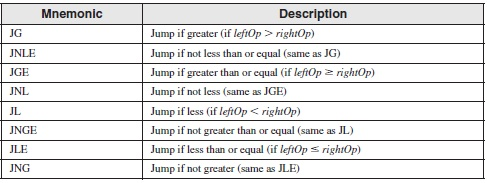 Mnemonic Description
JG Jump if greater (if leftOp > rightOp)
JNLE Jump if not less than or equal (same as JG)
JGE Jump if greater than or equal (if leftOp ≥ rightOp)
JNL Jump if not less (same as JGE)
JL Jump if less (if leftOp < rightOp)
JNGE Jump if not greater than or equal (same as JL)
JLE Jump if less than or equal (if leftOp ≤ rightOp)
JNG Jump if not greater (same as JLE)